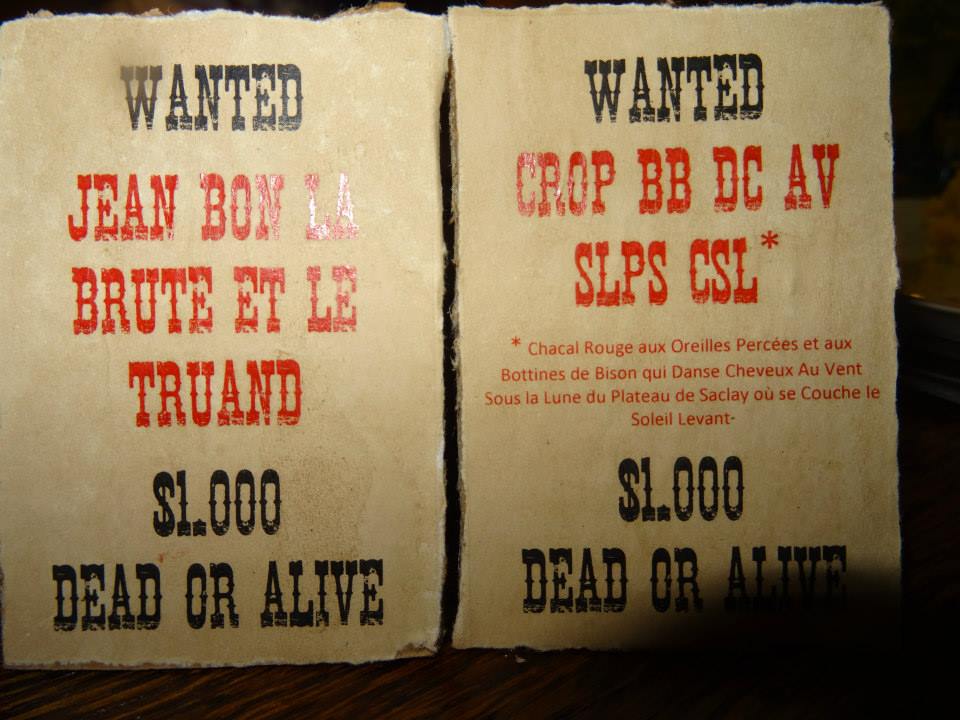 WANTED
JEAN BON LA
BRUTE ET LE
TRUAND
$1.000
DEAD OR ALIVE
WANTED
CROP BB DC AV
SLPS CSL*
* Chacal Rouge aux Oreilles Percées et aux
Bottines de Bison qui Danse Cheveux Au Vent
Sous la Lune du Plateau de Saclay où se Couche le
Soleil Levant-
$1.000
DEAD OR ALIVE